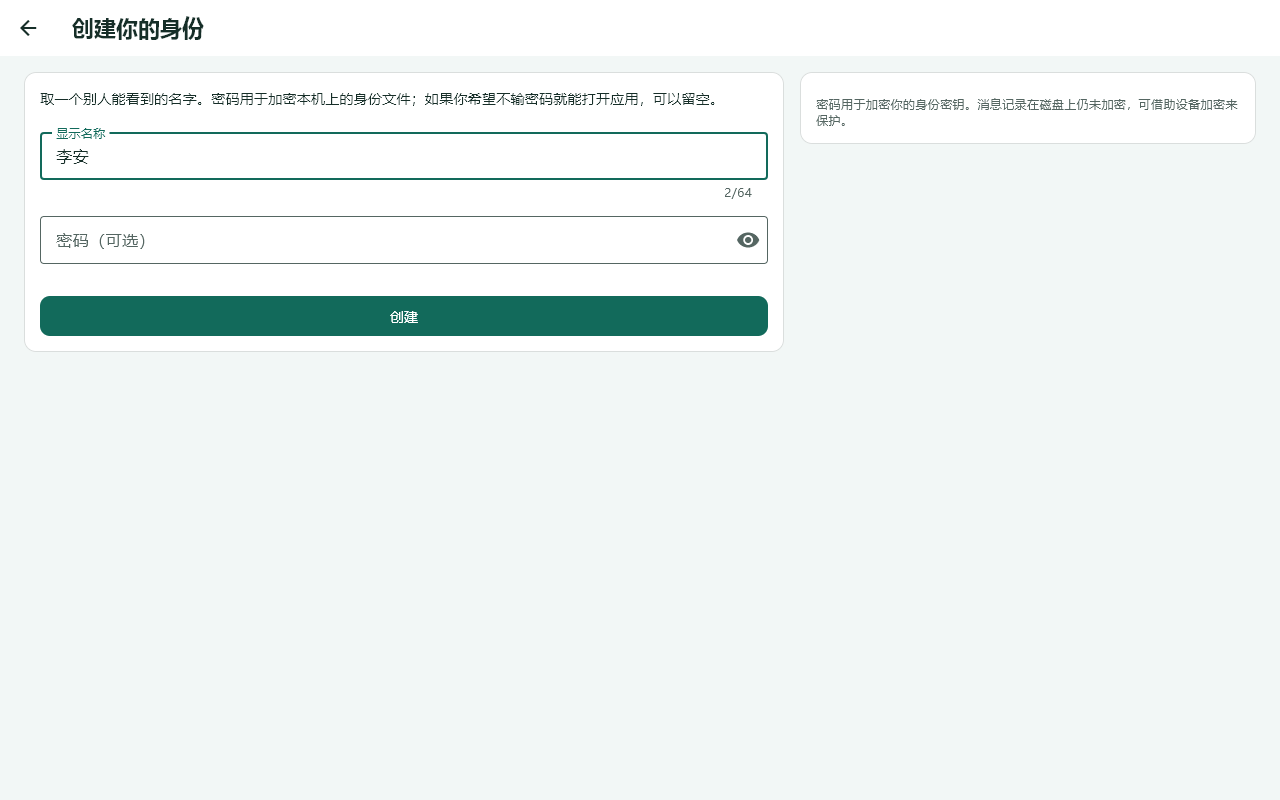 创建你的身份
取一个别人能看到的名字。密码用于加密本机上的身份文件；如果你希望不输密码就能打开应用，可以留空。
显示名称
李安
2/64
密码（可选）
创建
密码用于加密你的身份密钥。消息记录在磁盘上仍未加密，可借助设备加密来
保护。